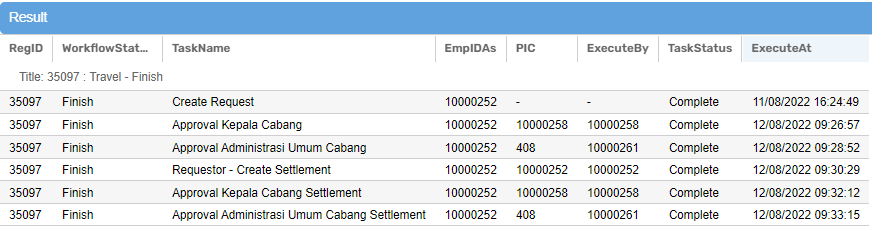 Result
RegID WorkflowStat... TaskName EmpIDAs PIC ExecuteBy TaskStatus ExecuteAt
Title: 35097 : Travel - Finish
35097 Finish Create Request 10000252 - - Complete 11/08/2022 16:24:49
35097 Finish Approval Kepala Cabang 10000252 10000258 10000258 Complete 12/08/2022 09:26:57
35097 Finish Approval Administrasi Umum Cabang 10000252 408 10000261 Complete 12/08/2022 09:28:52
35097 Finish Requestor - Create Settlement 10000252 10000252 10000252 Complete 12/08/2022 09:30:29
35097 Finish Approval Kepala Cabang Settlement 10000252 10000258 10000258 Complete 12/08/2022 09:32:12
35097 Finish Approval Administrasi Umum Cabang Settlement 10000252 408 10000261 Complete 12/08/2022 09:33:15